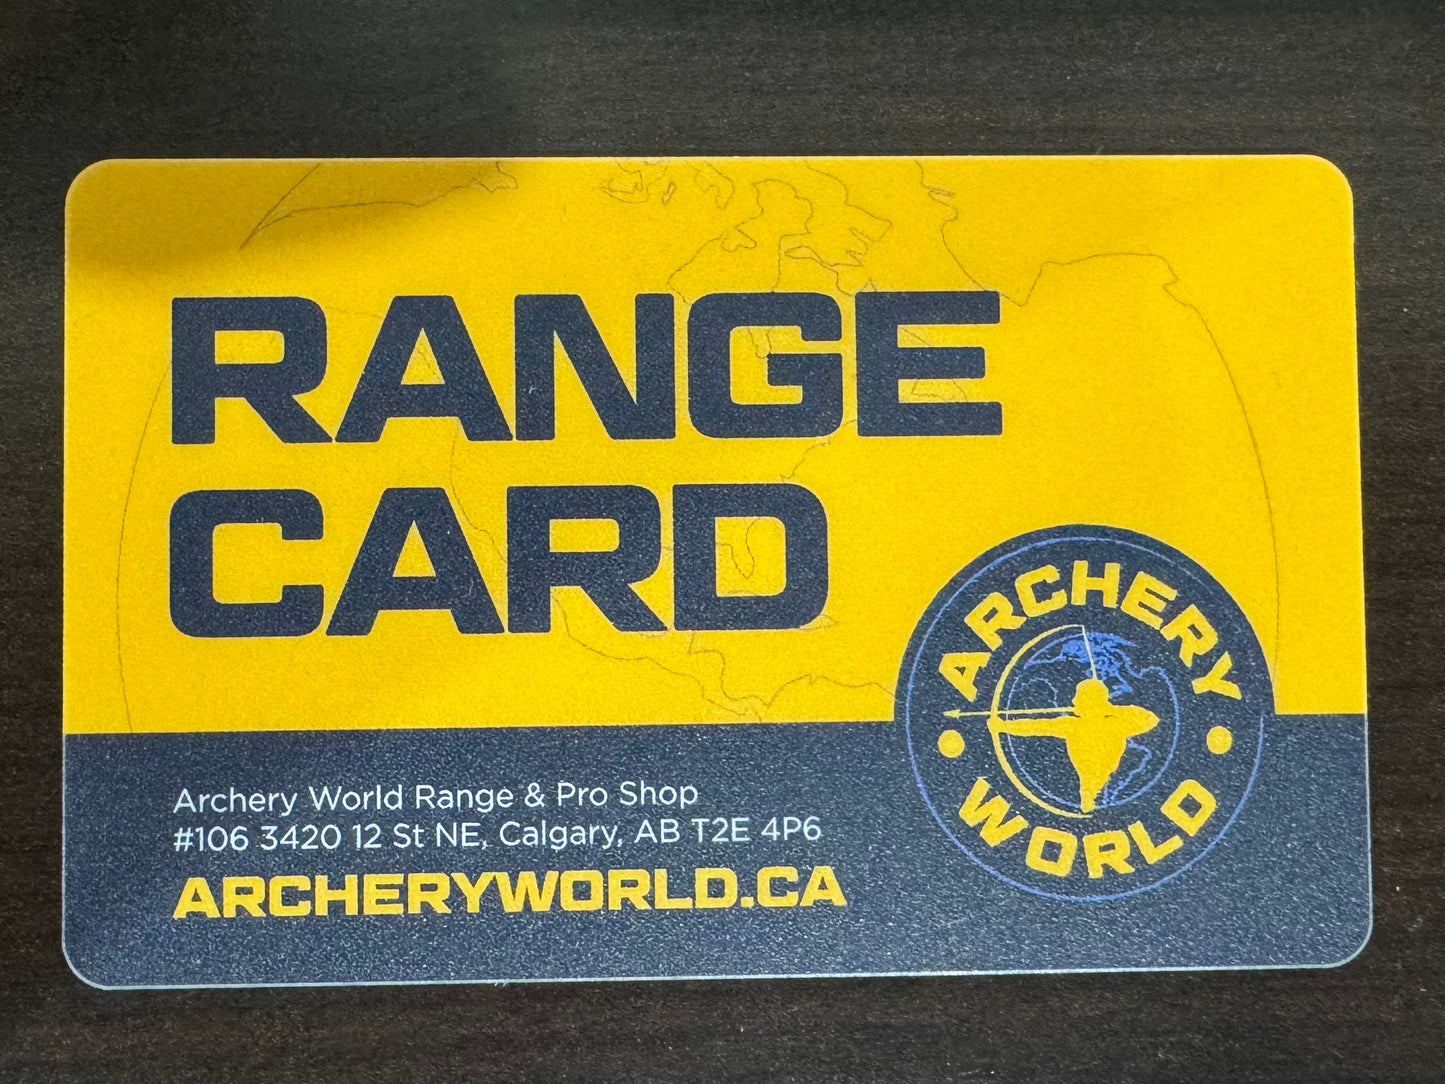 RANGE
CARD
ARCHERY
WORLD
Archery World Range & Pro Shop
#106 3420 12 St NE, Calgary, AB T2E 4P6
ARCHERYWORLD.CA